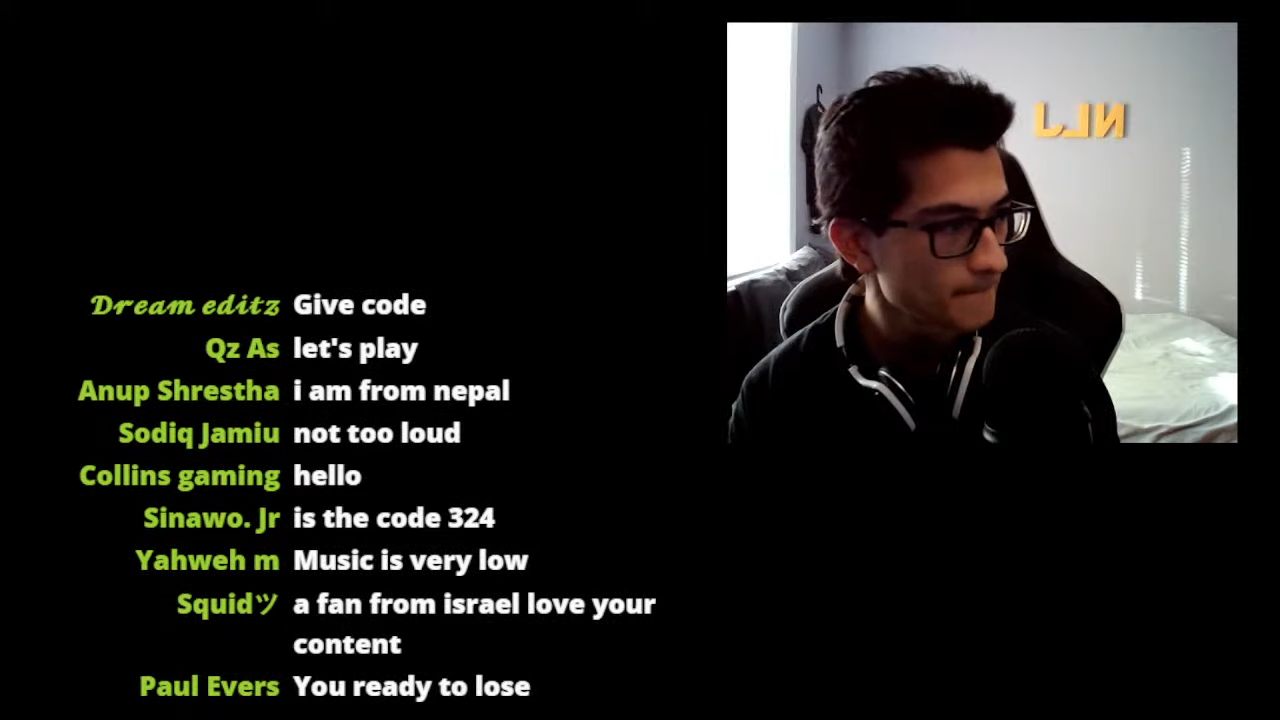 𝓓𝓻𝓮𝓪𝓶 𝓮𝓭𝓲𝓽𝔃 Give code
Qz As let's play
Anup Shrestha i am from nepal
Sodiq Jamiu not too loud
Collins gaming hello
Sinawo. Jr is the code 324
Yahweh m Music is very low
Squidツ a fan from israel love your
content
Paul Evers You ready to lose
NLJ